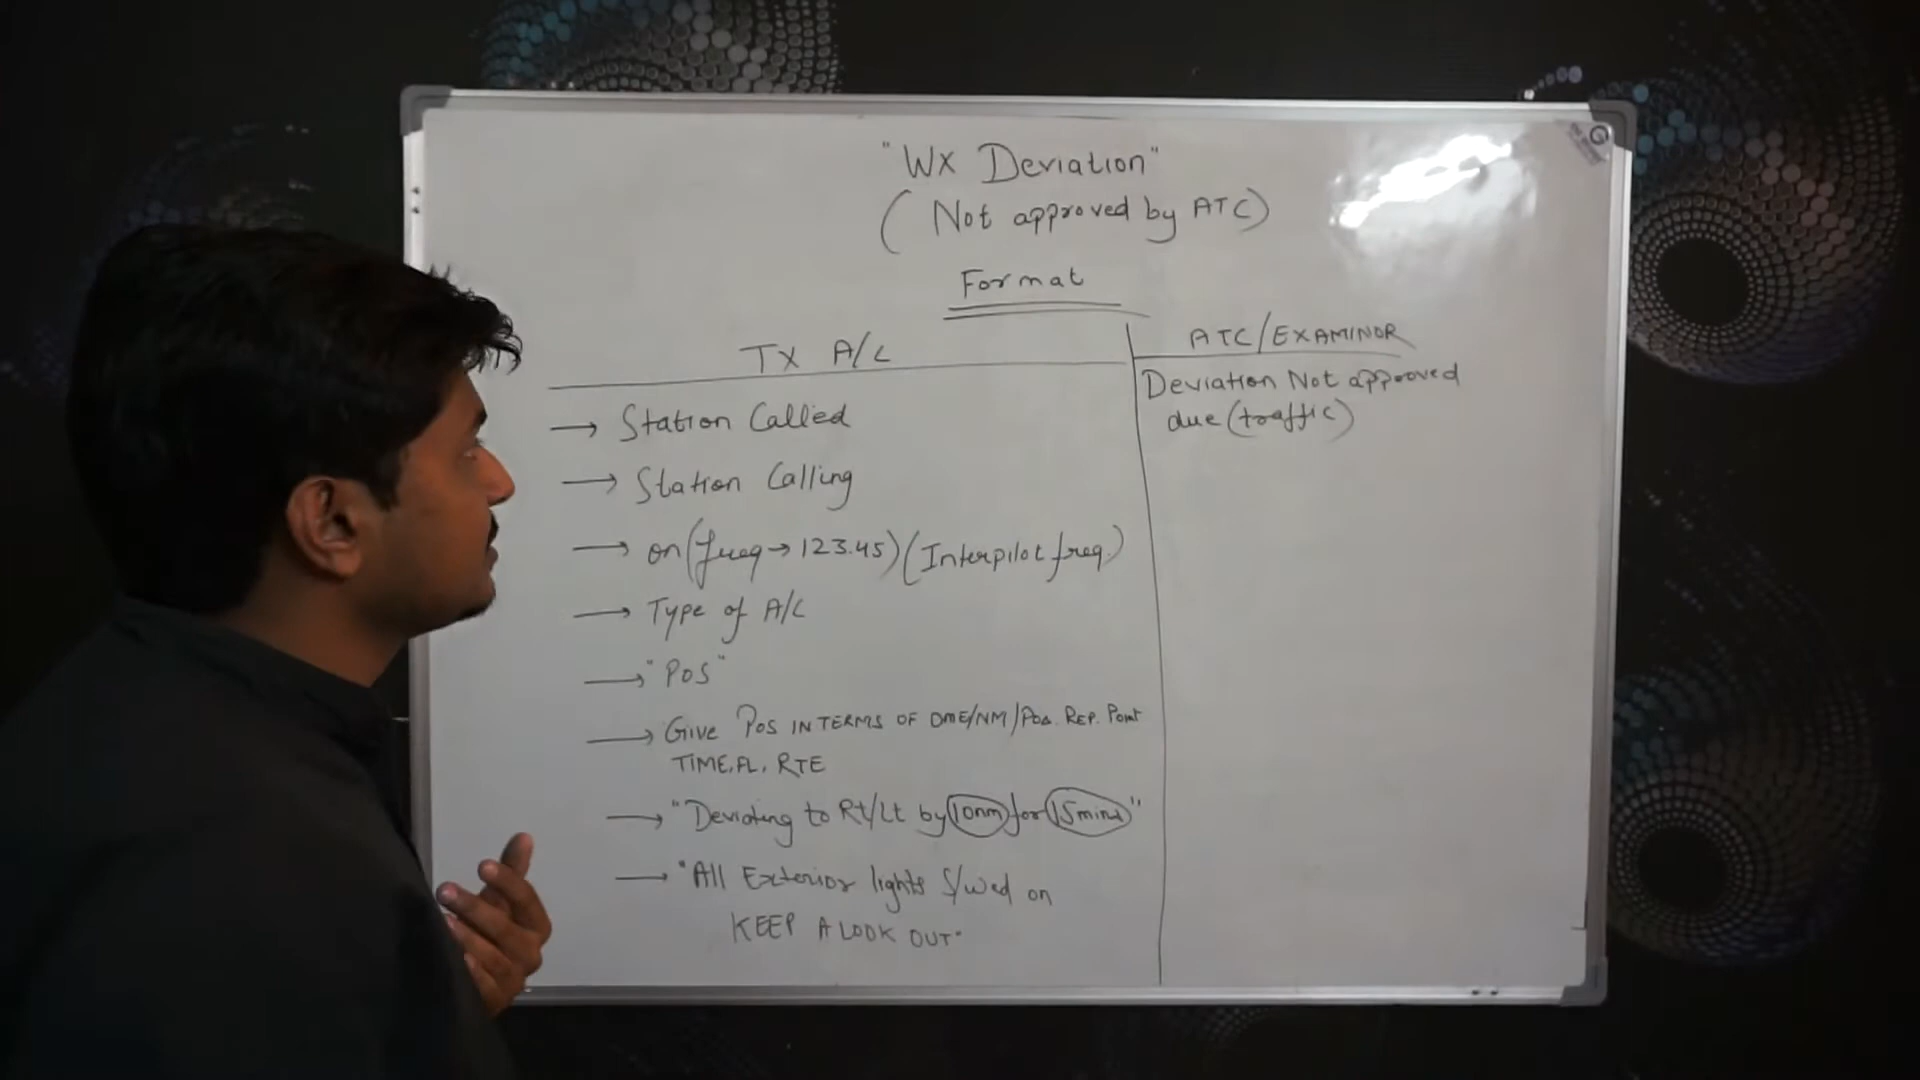 "WX Deviation"
(Not approved by ATC)
Format
TX A/C
→ Station Called
→ Station Calling
→ on (freq → 123.45) (Interpilot freq.)
→ Type of A/C
→ "POS"
→ GIVE POS IN TERMS OF DME/NM/Pos. REP. Point
TIME, FL, RTE
→ "Deviating to Rt/Lt by 10nm for 15mins"
→ "All Exterior lights S/wed on
KEEP A LOOK OUT"
ATC/EXAMINOR
Deviation Not approved
due (traffic)